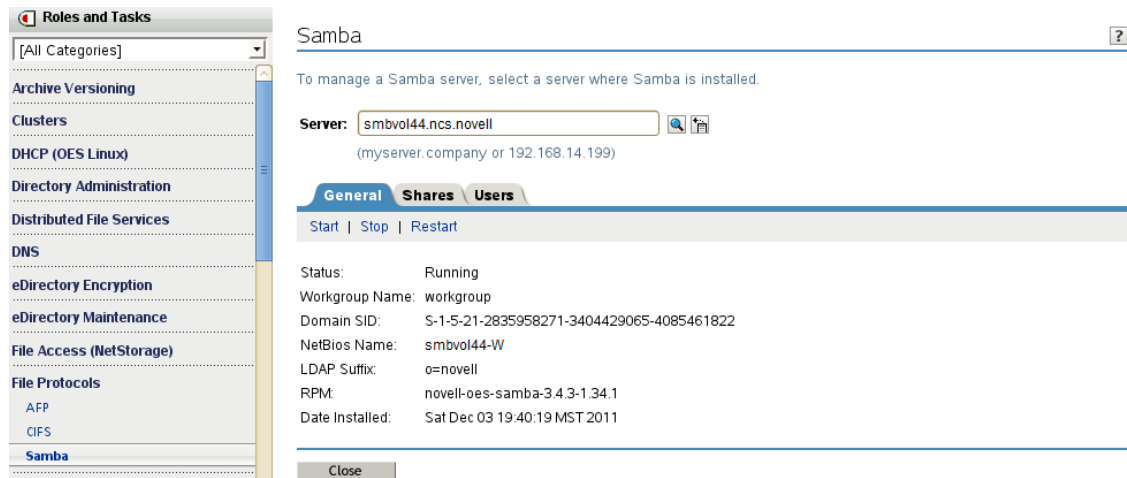 Roles and Tasks
[All Categories]
Archive Versioning
Clusters
DHCP (OES Linux)
Directory Administration
Distributed File Services
DNS
eDirectory Encryption
eDirectory Maintenance
File Access (NetStorage)
File Protocols
AFP
CIFS
Samba
Samba
?
To manage a Samba server, select a server where Samba is installed.
Server: smbvol44.ncs.novell
(myserver.company or 192.168.14.199)
General Shares Users
Start | Stop | Restart
Status: Running
Workgroup Name: workgroup
Domain SID: S-1-5-21-2835958271-3404429065-4085461822
NetBios Name: smbvol44-W
LDAP Suffix: o=novell
RPM: novell-oes-samba-3.4.3-1.34.1
Date Installed: Sat Dec 03 19:40:19 MST 2011
Close